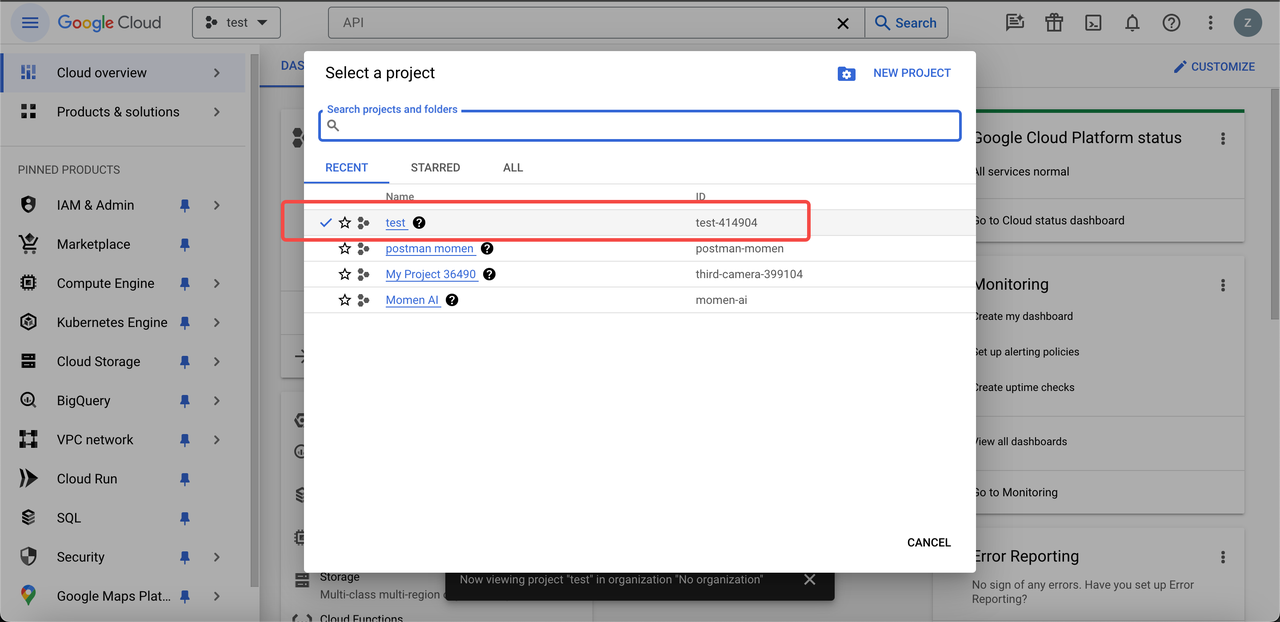 Google Cloud
test
API
Search
Z
Cloud overview
Products & solutions
PINNED PRODUCTS
IAM & Admin
Marketplace
Compute Engine
Kubernetes Engine
Cloud Storage
BigQuery
VPC network
Cloud Run
SQL
Security
Google Maps Plat...
DAS
CUSTOMIZE
Select a project
NEW PROJECT
Search projects and folders
RECENT STARRED ALL
Name ID
test test-414904
postman momen postman-momen
My Project 36490 third-camera-399104
Momen AI momen-ai
CANCEL
Storage
Multi-class multi-region
Cloud Functions
Now viewing project "test" in organization "No organization"
Google Cloud Platform status
All services normal
Go to Cloud status dashboard
Monitoring
Create my dashboard
Set up alerting policies
Create uptime checks
View all dashboards
Go to Monitoring
Error Reporting
No sign of any errors. Have you set up Error
Reporting?